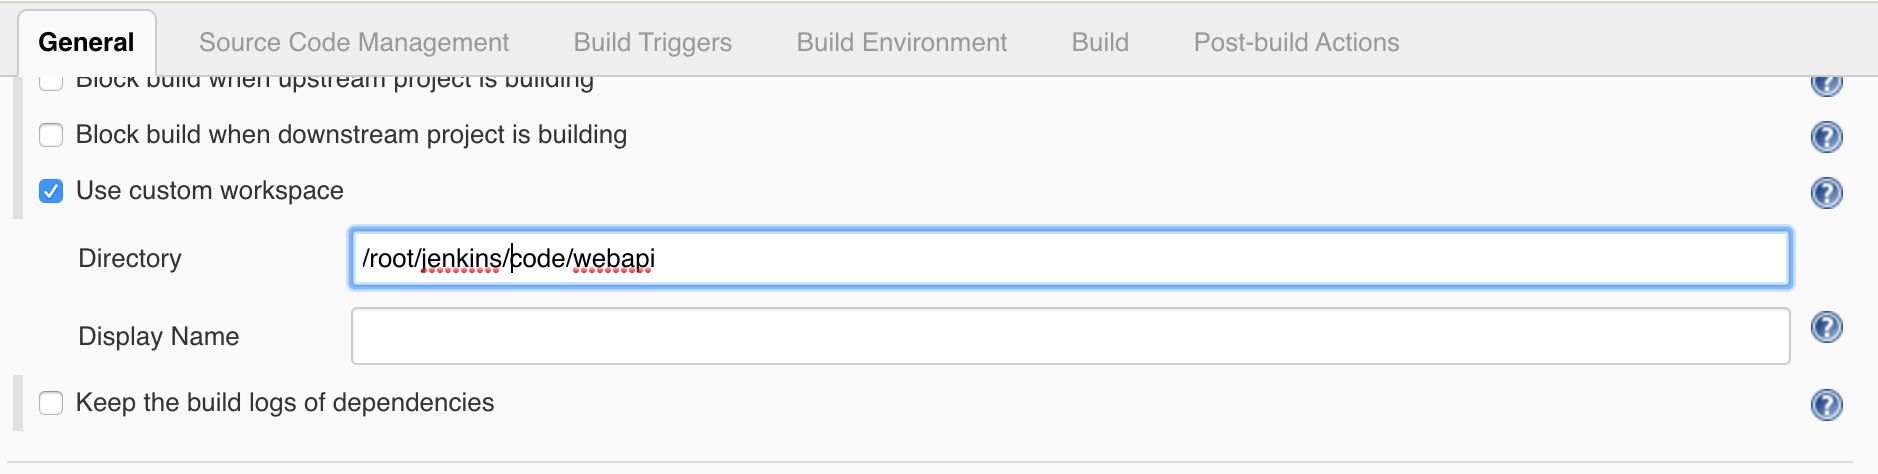 General Source Code Management Build Triggers Build Environment Build Post-build Actions
Block build when upstream project is building
Block build when downstream project is building
Use custom workspace
Directory /root/jenkins/code/webapi
Display Name
Keep the build logs of dependencies